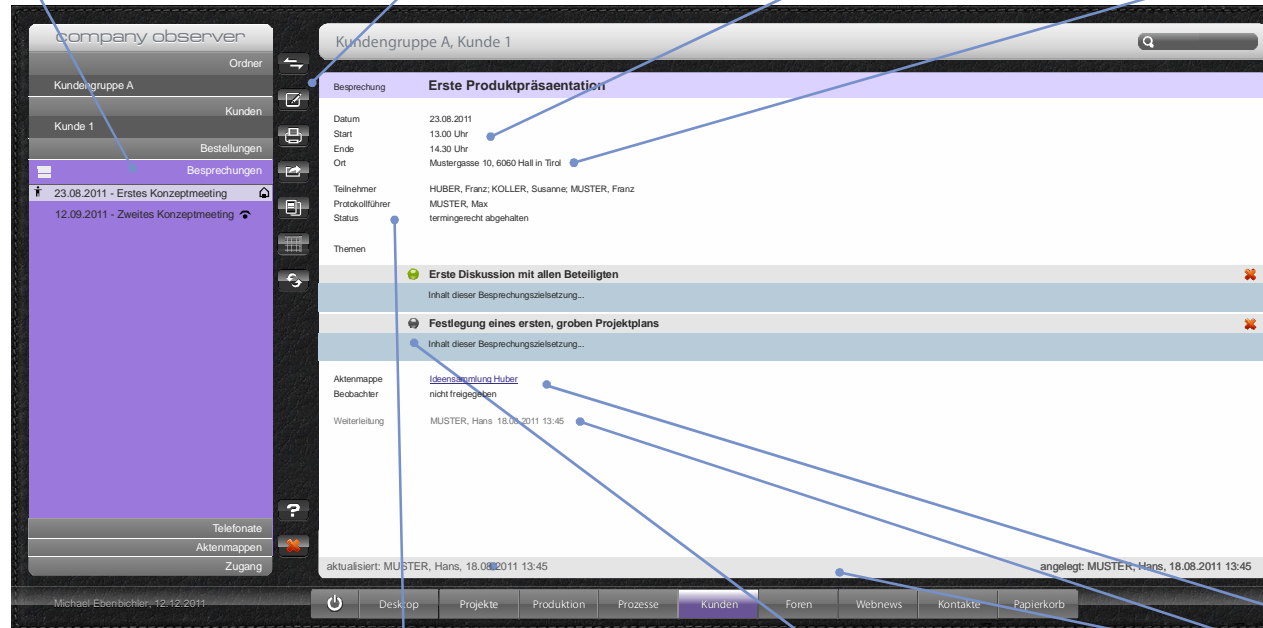 company observer
Ordner
Kundengruppe A
Kunden
Kunde 1
Bestellungen
Besprechungen
23.08.2011 - Erstes Konzeptmeeting
12.09.2011 - Zweites Konzeptmeeting
Telefonate
Aktenmappen
Zugang
Kundengruppe A, Kunde 1
Besprechung Erste Produktpräsaentation
Datum 23.08.2011
Start 13.00 Uhr
Ende 14.30 Uhr
Ort Mustergasse 10, 6060 Hall in Tirol
Teilnehmer HUBER, Franz; KOLLER, Susanne; MUSTER, Franz
Protokollführer MUSTER, Max
Status termingerecht abgehalten
Themen
Erste Diskussion mit allen Beteiligten
Inhalt dieser Besprechungszielsetzung...
Festlegung eines ersten, groben Projektplans
Inhalt dieser Besprechungszielsetzung...
Aktenmappe Ideensammlung Huber
Beobachter nicht freigegeben
Weiterleitung MUSTER, Hans 18.08.2011 13:45
aktualisiert: MUSTER, Hans, 18.08.2011 13:45 angelegt: MUSTER, Hans, 18.08.2011 13:45
Michael Ebenbichler, 12.12.2011 Desktop Projekte Produktion Prozesse Kunden Foren Webnews Kontakte Papierkorb